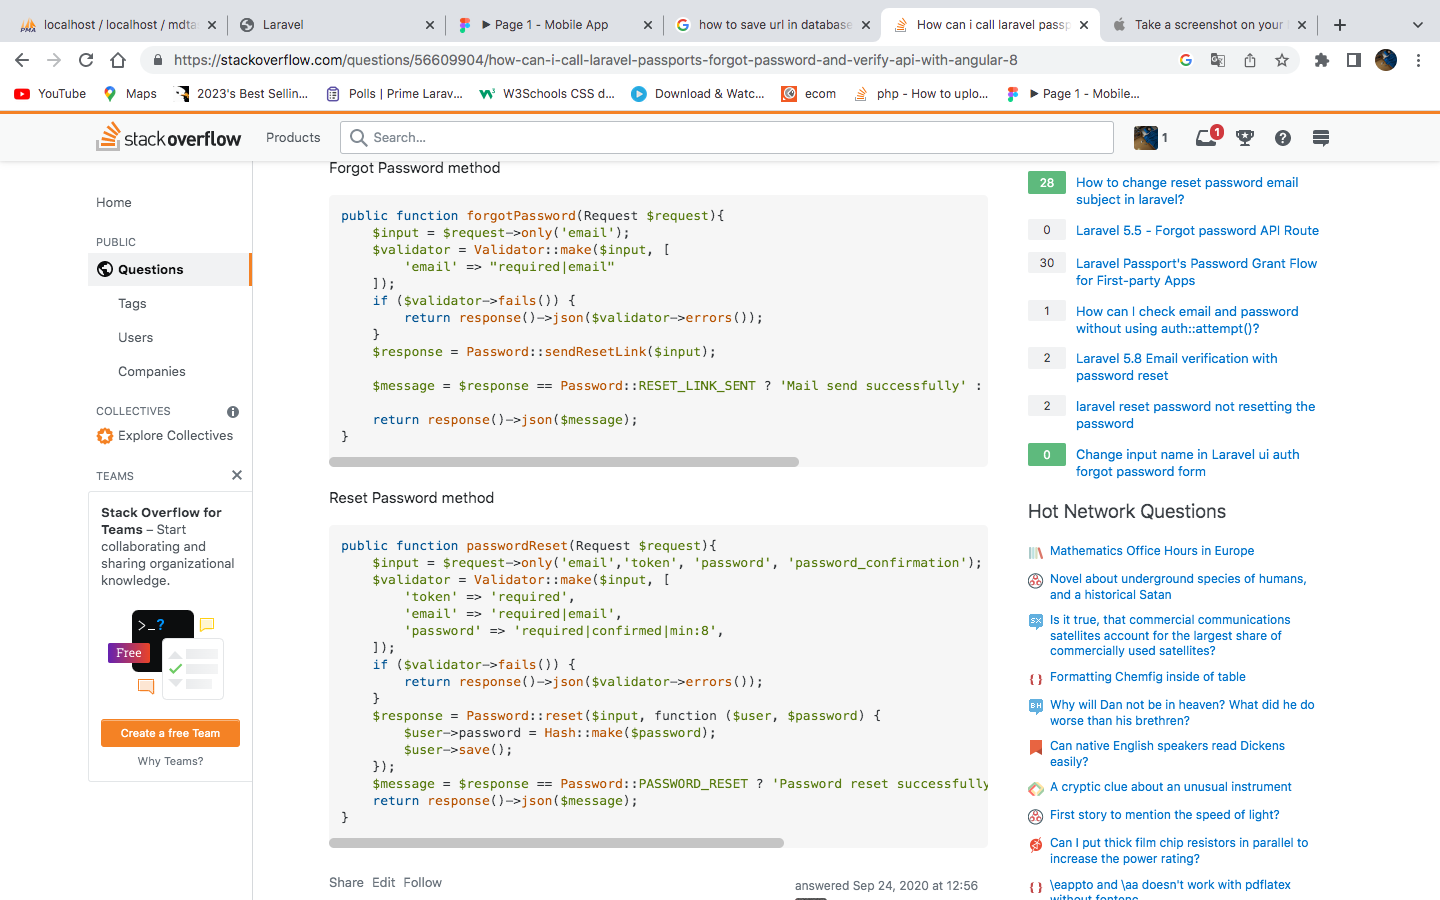 localhost / localhost / mdta
Laravel
▶ Page 1 - Mobile App
how to save url in database
How can i call laravel passp
Take a screenshot on your
https://stackoverflow.com/questions/56609904/how-can-i-call-laravel-passports-forgot-password-and-verify-api-with-angular-8
YouTube
Maps
2023's Best Sellin...
Polls | Prime Larav...
W3Schools CSS d...
Download & Watc...
ecom
php - How to uplo...
▶ Page 1 - Mobile...
stackoverflow
Products
Search...
1
1
Home
PUBLIC
Questions
Tags
Users
Companies
COLLECTIVES
Explore Collectives
TEAMS
Stack Overflow for
Teams – Start
collaborating and
sharing organizational
knowledge.
>_?
Free
Create a free Team
Why Teams?
Forgot Password method
public function forgotPassword(Request $request){
    $input = $request->only('email');
    $validator = Validator::make($input, [
        'email' => "required|email"
    ]);
    if ($validator->fails()) {
        return response()->json($validator->errors());
    }
    $response = Password::sendResetLink($input);
    $message = $response == Password::RESET_LINK_SENT ? 'Mail send successfully' :
    return response()->json($message);
}
Reset Password method
public function passwordReset(Request $request){
    $input = $request->only('email','token', 'password', 'password_confirmation');
    $validator = Validator::make($input, [
        'token' => 'required',
        'email' => 'required|email',
        'password' => 'required|confirmed|min:8',
    ]);
    if ($validator->fails()) {
        return response()->json($validator->errors());
    }
    $response = Password::reset($input, function ($user, $password) {
        $user->password = Hash::make($password);
        $user->save();
    });
    $message = $response == Password::PASSWORD_RESET ? 'Password reset successfully
    return response()->json($message);
}
Share Edit Follow
answered Sep 24, 2020 at 12:56
28 How to change reset password email
subject in laravel?
0 Laravel 5.5 - Forgot password API Route
30 Laravel Passport's Password Grant Flow
for First-party Apps
1 How can I check email and password
without using auth::attempt()?
2 Laravel 5.8 Email verification with
password reset
2 laravel reset password not resetting the
password
0 Change input name in Laravel ui auth
forgot password form
Hot Network Questions
Mathematics Office Hours in Europe
Novel about underground species of humans,
and a historical Satan
Is it true, that commercial communications
satellites account for the largest share of
commercially used satellites?
Formatting Chemfig inside of table
Why will Dan not be in heaven? What did he do
worse than his brethren?
Can native English speakers read Dickens
easily?
A cryptic clue about an unusual instrument
First story to mention the speed of light?
Can I put thick film chip resistors in parallel to
increase the power rating?
\eappto and \aa doesn't work with pdflatex
without fontenc